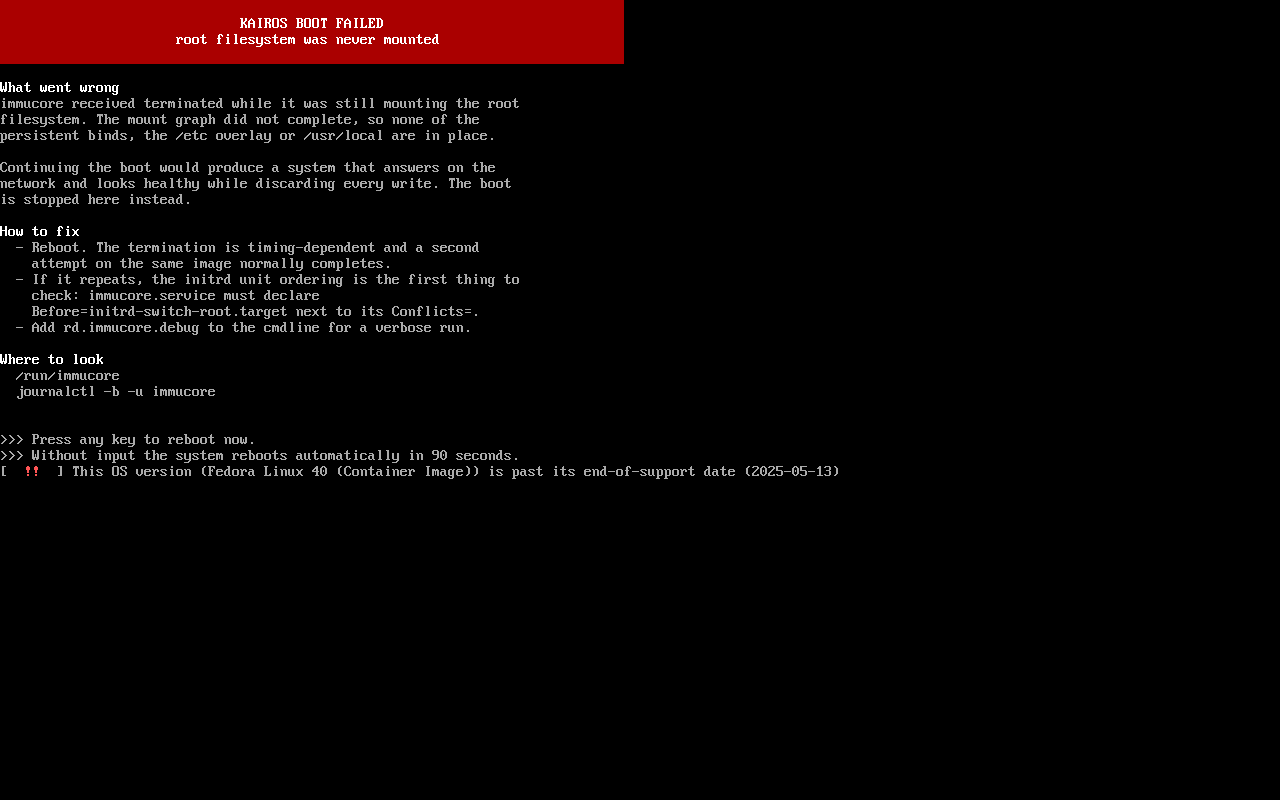 KAIROS BOOT FAILED
root filesystem was never mounted
What went wrong
immucore received terminated while it was still mounting the root
filesystem. The mount graph did not complete, so none of the
persistent binds, the /etc overlay or /usr/local are in place.
Continuing the boot would produce a system that answers on the
network and looks healthy while discarding every write. The boot
is stopped here instead.
How to fix
- Reboot. The termination is timing-dependent and a second
attempt on the same image normally completes.
- If it repeats, the initrd unit ordering is the first thing to
check: immucore.service must declare
Before=initrd-switch-root.target next to its Conflicts=.
- Add rd.immucore.debug to the cmdline for a verbose run.
Where to look
/run/immucore
journalctl -b -u immucore
>>> Press any key to reboot now.
>>> Without input the system reboots automatically in 90 seconds.
[  !!  ] This OS version (Fedora Linux 40 (Container Image)) is past its end-of-support date (2025-05-13)